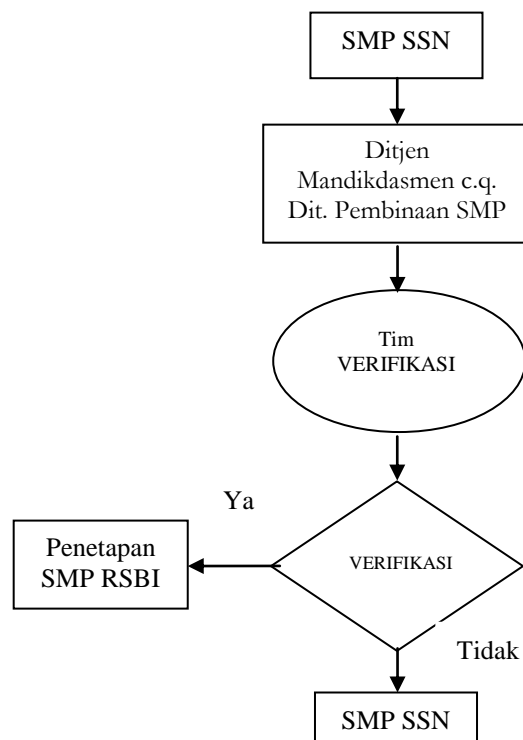 SMP SSN
Ditjen
Mandikdasmen c.q.
Dit. Pembinaan SMP
Tim
VERIFIKASI
Ya
Penetapan
SMP RSBI
VERIFIKASI
Tidak
SMP SSN